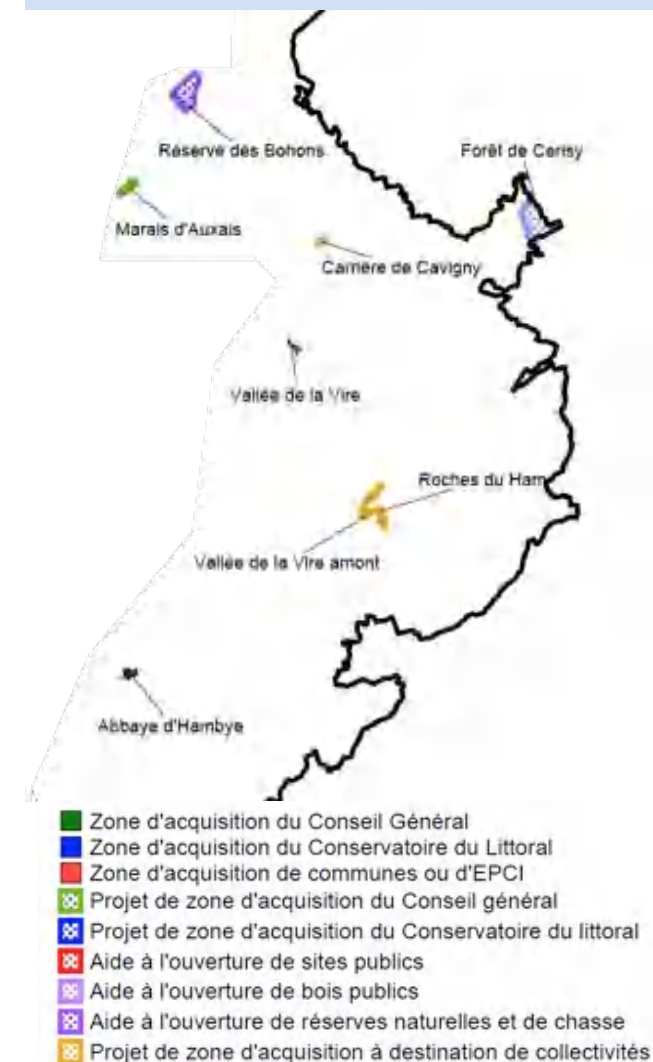 Réserve des Bohons
Forêt de Cerisy
Marais d'Auxais
Carrière de Cavigny
Vallée de la Vire
Roches du Ham
Vallée de la Vire amont
Abbaye d'Hambye
Zone d'acquisition du Conseil Général
Zone d'acquisition du Conservatoire du Littoral
Zone d'acquisition de communes ou d'EPCI
Projet de zone d'acquisition du Conseil général
Projet de zone d'acquisition du Conservatoire du littoral
Aide à l'ouverture de sites publics
Aide à l'ouverture de bois publics
Aide à l'ouverture de réserves naturelles et de chasse
Projet de zone d'acquisition à destination de collectivités